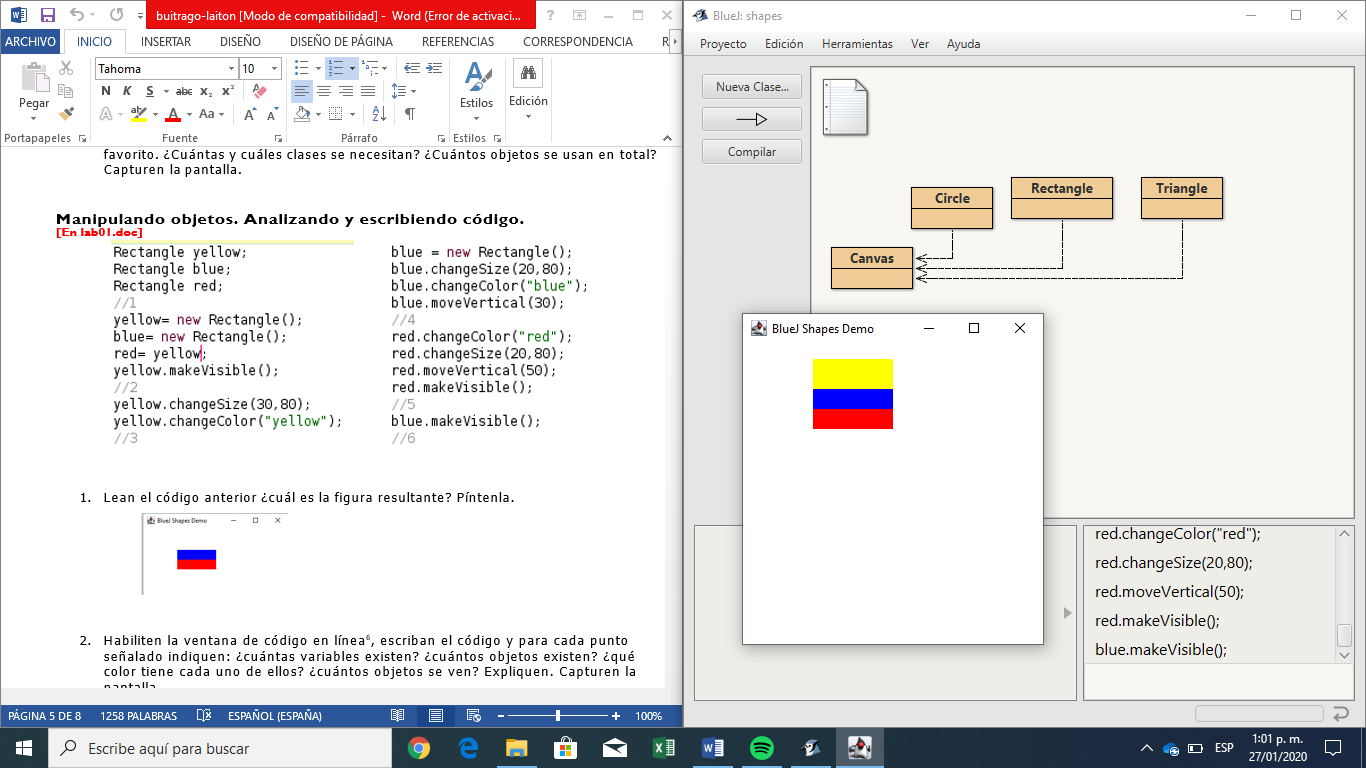 buitrago-laiton [Modo de compatibilidad] - Word (Error de activaci...
ARCHIVO INICIO INSERTAR DISEÑO DISEÑO DE PÁGINA REFERENCIAS CORRESPONDENCIA R
Pegar
Tahoma 10
N K S abc x₂ x²
A ab A Aa A A
Estilos
Edición
Portapapeles Fuente Párrafo Estilos
favorito. ¿Cuántas y cuáles clases se necesitan? ¿Cuántos objetos se usan en total?
Capturen la pantalla.
Manipulando objetos. Analizando y escribiendo código.
[En lab01.doc]
Rectangle yellow;
Rectangle blue;
Rectangle red;
//1
yellow= new Rectangle();
blue= new Rectangle();
red= yellow;
yellow.makeVisible();
//2
yellow.changeSize(30,80);
yellow.changeColor("yellow");
//3
blue = new Rectangle();
blue.changeSize(20,80);
blue.changeColor("blue");
blue.moveVertical(30);
//4
red.changeColor("red");
red.changeSize(20,80);
red.moveVertical(50);
red.makeVisible();
//5
blue.makeVisible();
//6
1. Lean el código anterior ¿cuál es la figura resultante? Píntenla.
BlueJ Shapes Demo
2. Habiliten la ventana de código en línea⁶, escriban el código y para cada punto
señalado indiquen: ¿cuántas variables existen? ¿cuántos objetos existen? ¿qué
color tiene cada uno de ellos? ¿cuántos objetos se ven? Expliquen. Capturen la
pantalla
PÁGINA 5 DE 8 1258 PALABRAS ESPAÑOL (ESPAÑA) 100%
BlueJ: shapes
Proyecto Edición Herramientas Ver Ayuda
Nueva Clase...
Compilar
Circle
Rectangle
Triangle
Canvas
BlueJ Shapes Demo
red.changeColor("red");
red.changeSize(20,80);
red.moveVertical(50);
red.makeVisible();
blue.makeVisible();
Escribe aquí para buscar
ESP
1:01 p. m.
27/01/2020